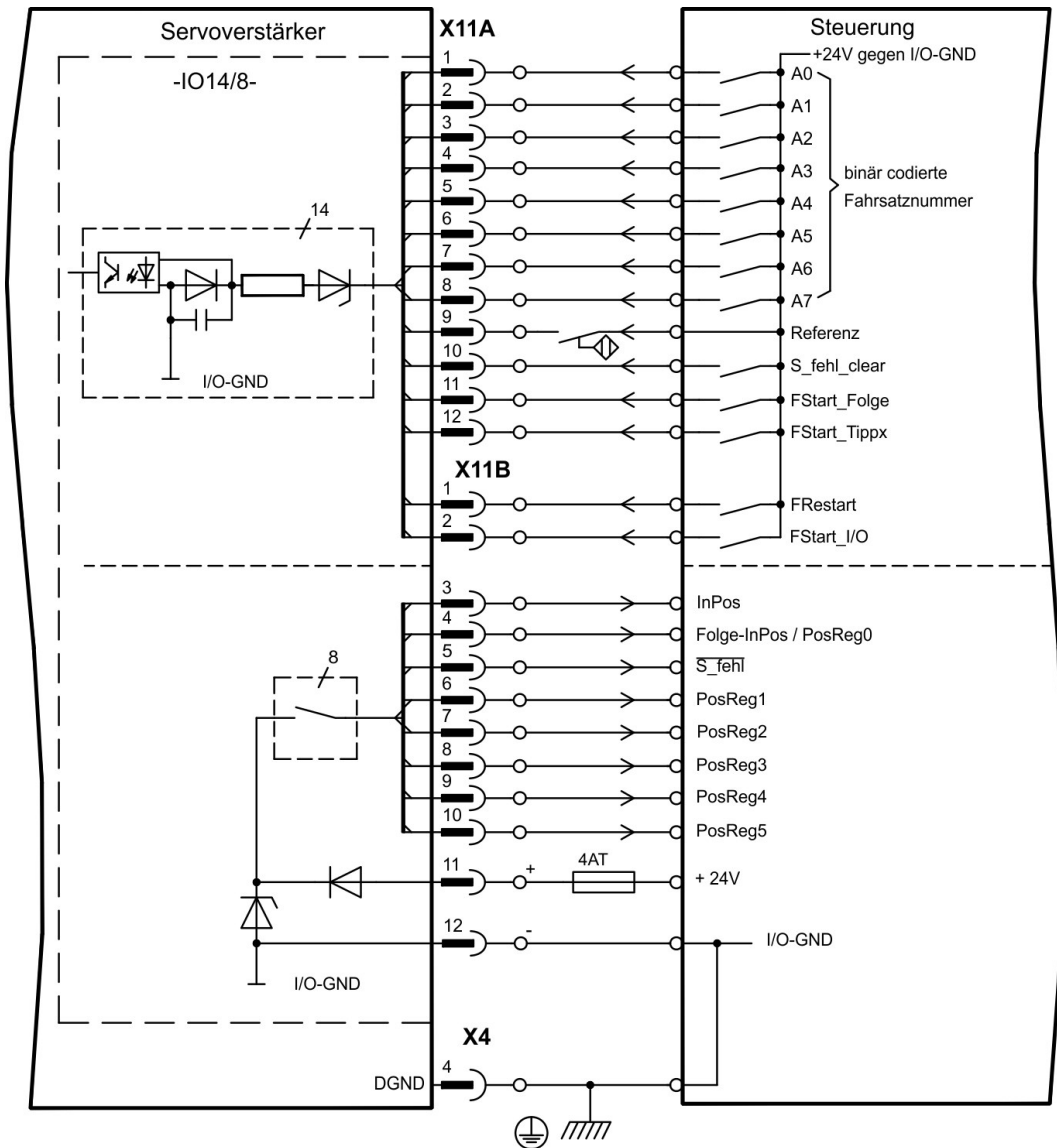 Servoverstärker
X11A
Steuerung
-IO14/8-
+24V gegen I/O-GND
1
A0
2
A1
3
A2
4
A3
binär codierte
Fahrsatznummer
5
A4
14
6
A5
7
A6
8
A7
9
Referenz
10
S_fehl_clear
I/O-GND
11
FStart_Folge
12
FStart_Tippx
X11B
1
FRestart
2
FStart_I/O
3
InPos
4
Folge-InPos / PosReg0
5
S_fehl
8
6
PosReg1
7
PosReg2
8
PosReg3
9
PosReg4
10
PosReg5
11
+
4AT
+ 24V
12
-
I/O-GND
I/O-GND
X4
DGND
4